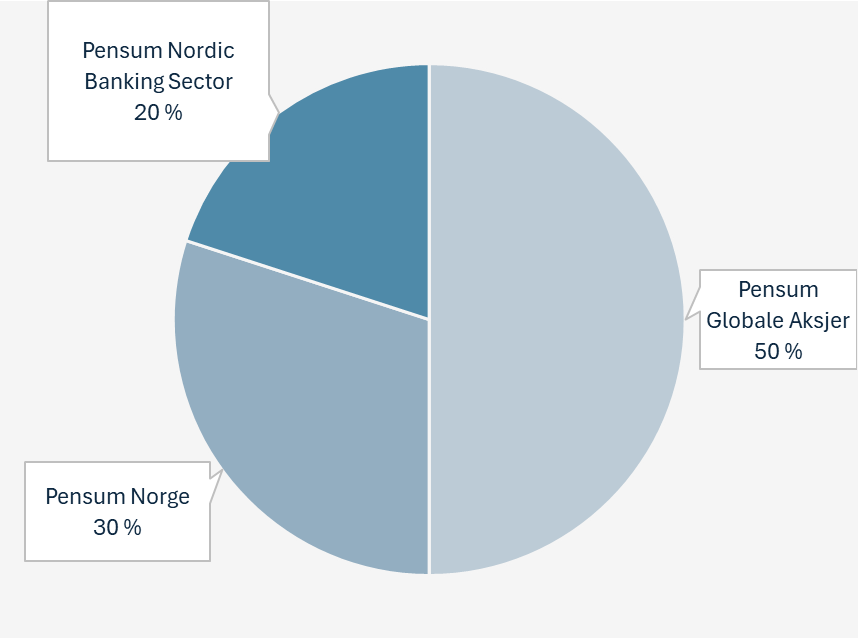 Pensum Nordic
Banking Sector
20 %
Pensum
Globale Aksjer
50 %
Pensum Norge
30 %